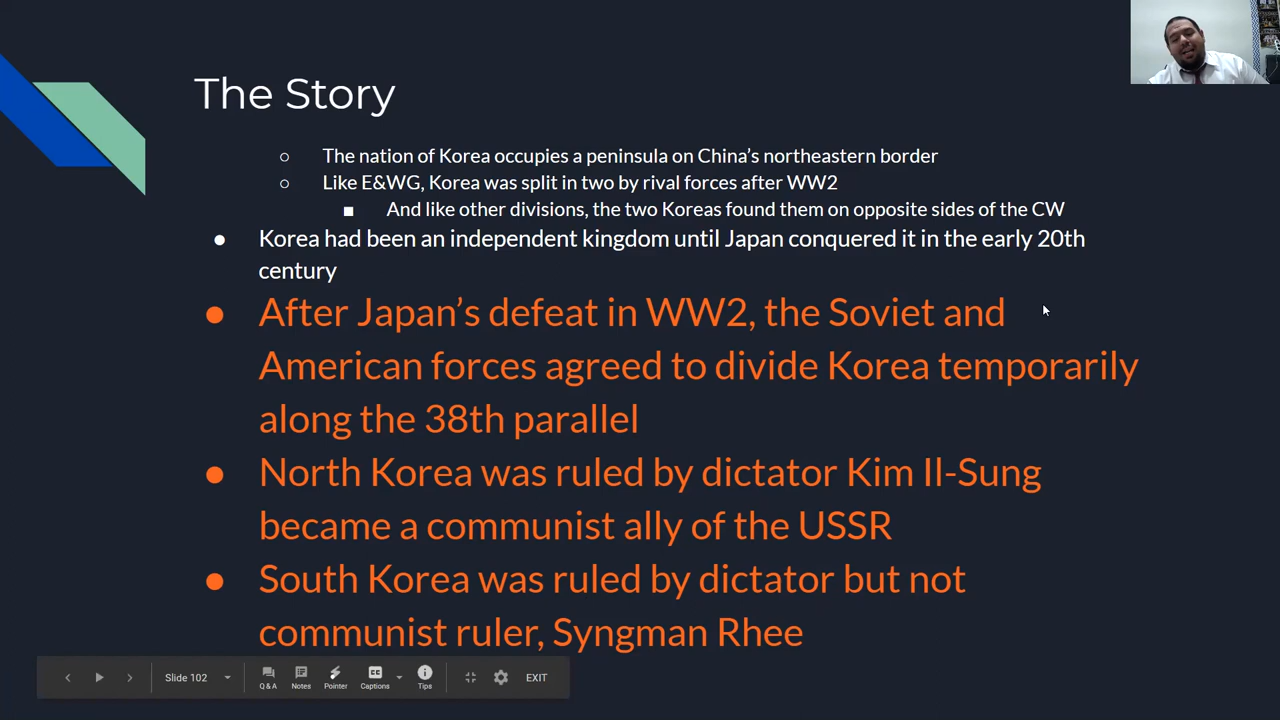 The Story
The nation of Korea occupies a peninsula on China's northeastern border
Like E&WG, Korea was split in two by rival forces after WW2
And like other divisions, the two Koreas found them on opposite sides of the CW
Korea had been an independent kingdom until Japan conquered it in the early 20th
century
After Japan's defeat in WW2, the Soviet and
American forces agreed to divide Korea temporarily
along the 38th parallel
North Korea was ruled by dictator Kim Il-Sung
became a communist ally of the USSR
South Korea was ruled by dictator but not
communist ruler, Syngman Rhee
Slide 102
Q & A
Notes
Pointer
CC
Captions
Tips
EXIT